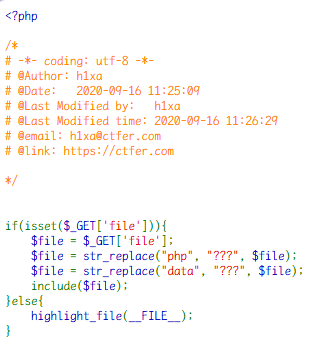 <?php
/*
# -*- coding: utf-8 -*-
# @Author: h1xa
# @Date:   2020-09-16 11:25:09
# @Last Modified by:   h1xa
# @Last Modified time: 2020-09-16 11:26:29
# @email: h1xa@ctfer.com
# @link: https://ctfer.com
*/
if(isset($_GET['file'])){
    $file = $_GET['file'];
    $file = str_replace("php", "???", $file);
    $file = str_replace("data", "???", $file);
    include($file);
}else{
    highlight_file(__FILE__);
}